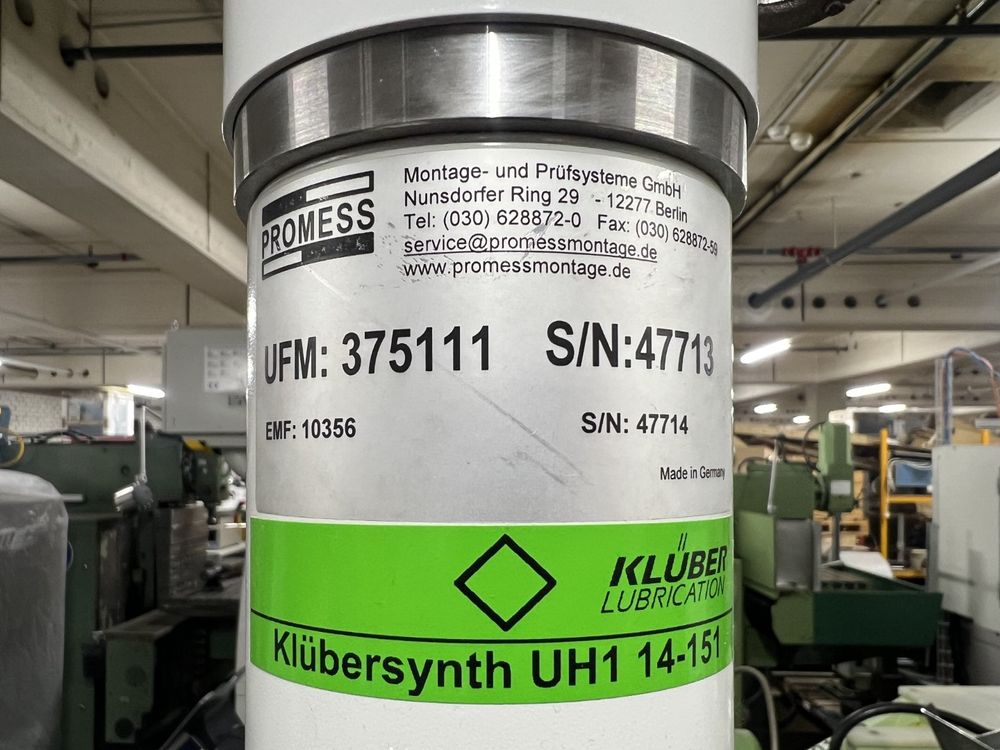 PROMESS
Montage- und Prüfsysteme GmbH
Nunsdorfer Ring 29 - 12277 Berlin
Tel: (030) 628872-0 Fax: (030) 628872-59
service@promessmontage.de
www.promessmontage.de
UFM: 375111 S/N:47713
EMF: 10356 S/N: 47714
Made in Germany
KLÜBER
LUBRICATION
Klübersynth UH1 14-151